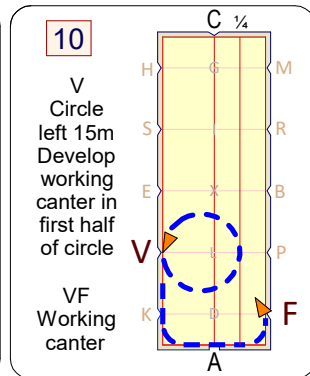 10
V
Circle
left 15m
Develop
working
canter in
first half
of circle
VF
Working
canter
C ¼
H G M
S I R
E X B
V L P
K D F
A